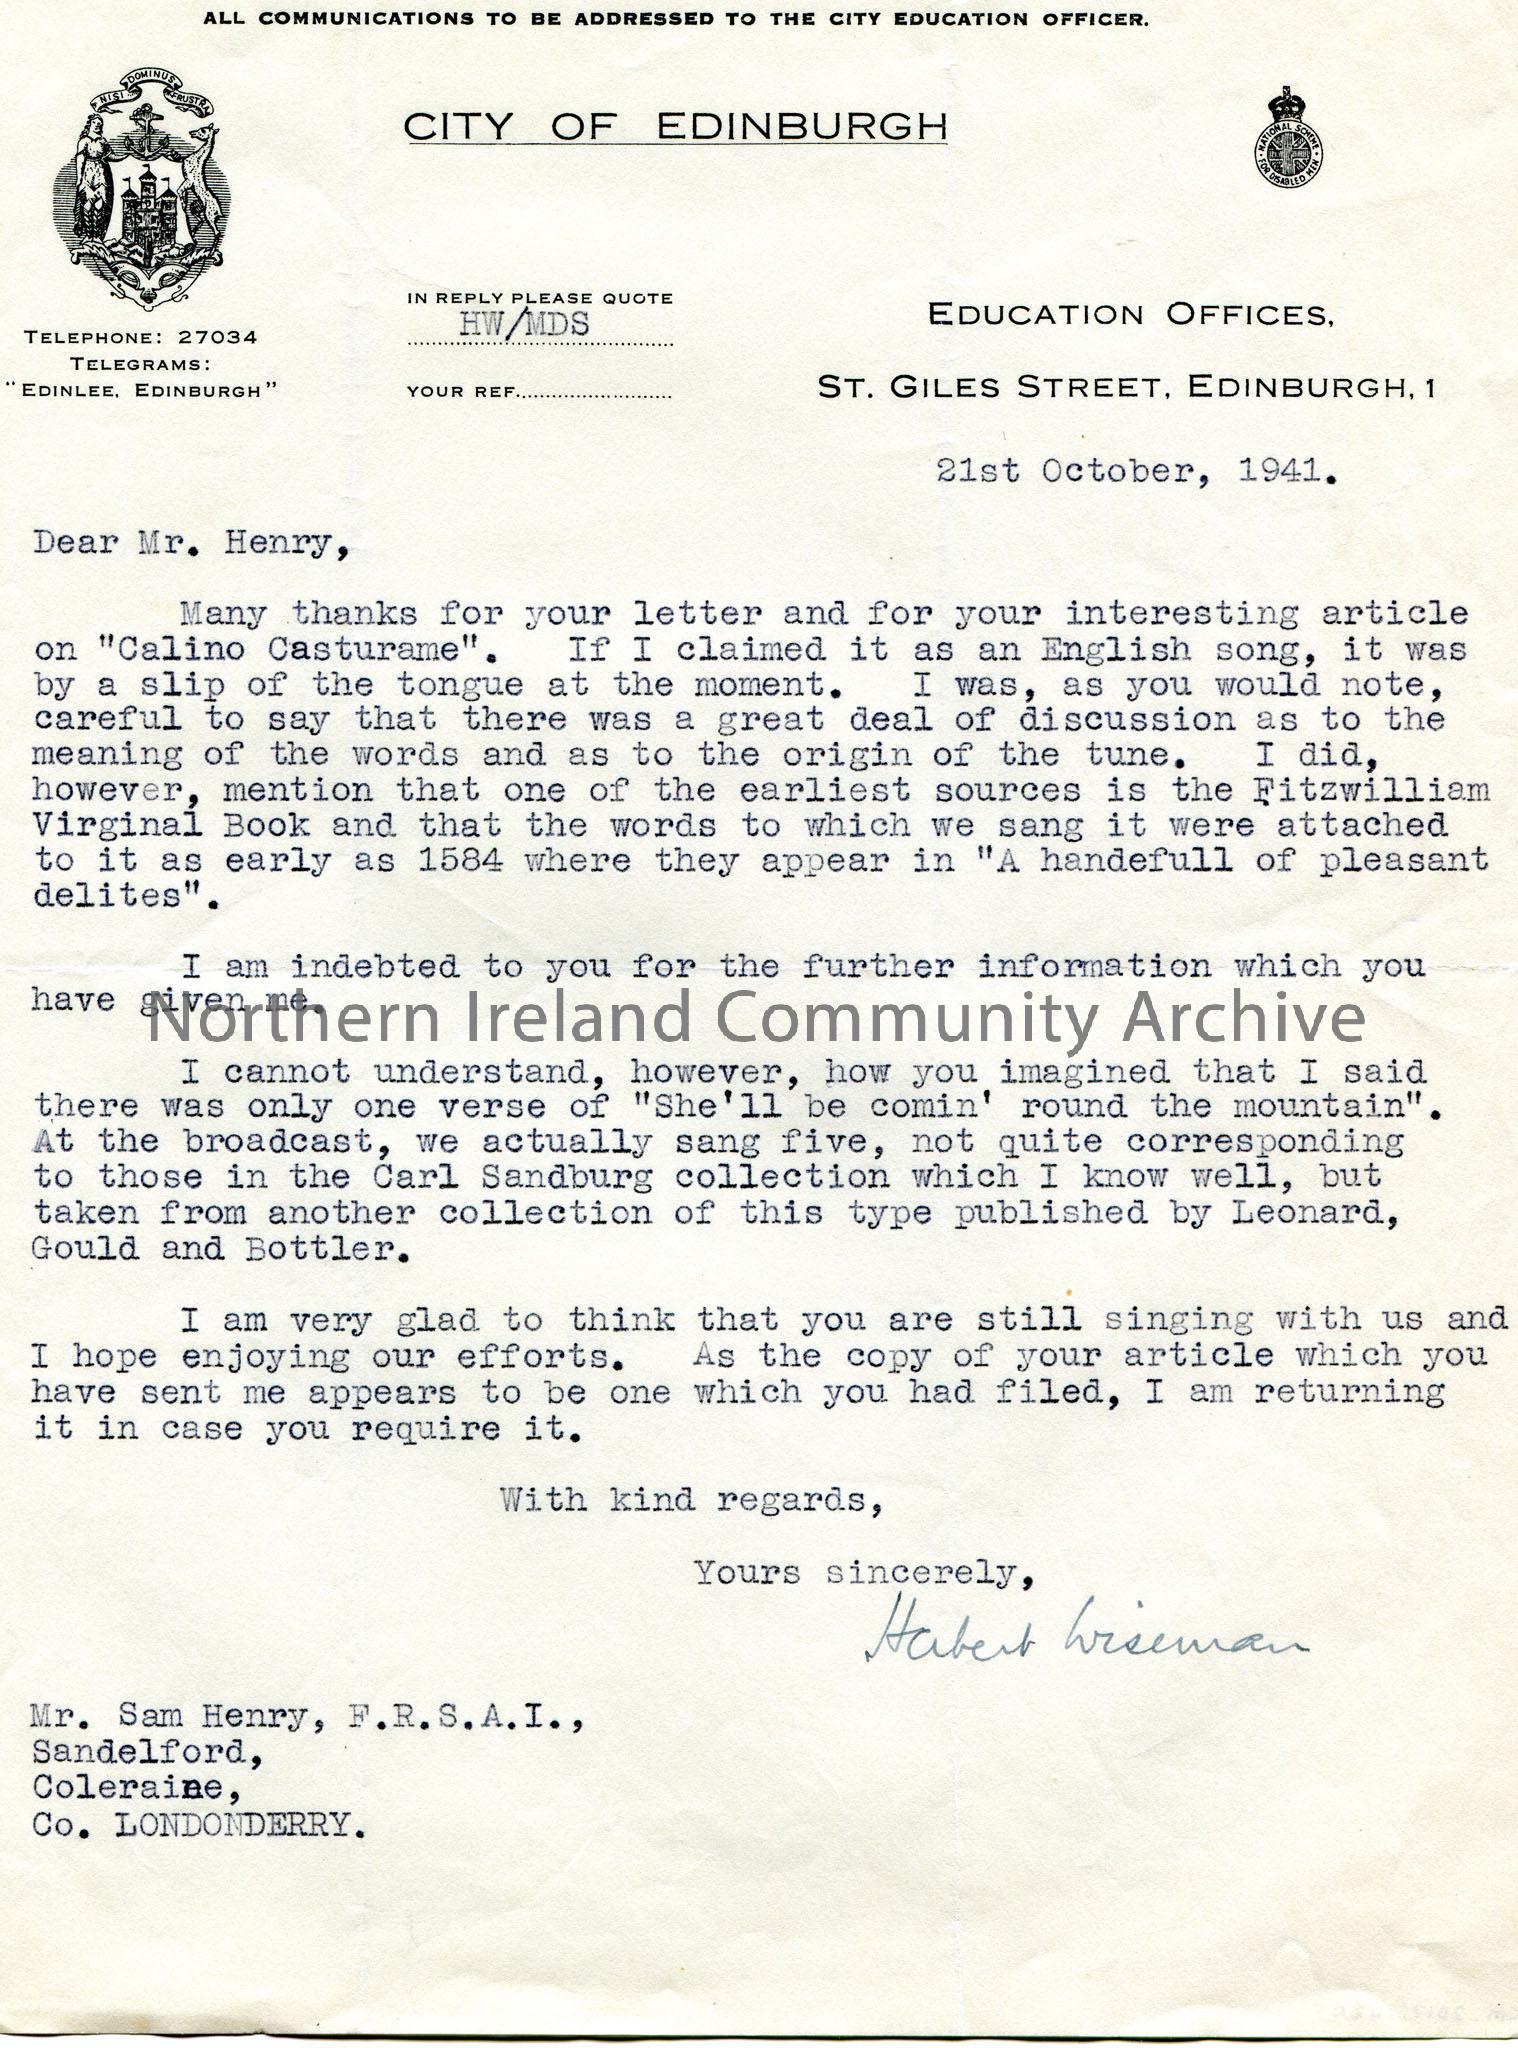 ALL COMMUNICATIONS TO BE ADDRESSED TO THE CITY EDUCATION OFFICER.
NISI DOMINUS FRUSTRA
CITY OF EDINBURGH
NATIONAL SCHEME FOR DISABLED MEN
TELEPHONE: 27034
TELEGRAMS:
"EDINLEE, EDINBURGH"
IN REPLY PLEASE QUOTE
HW/MDS
YOUR REF.
EDUCATION OFFICES,
ST. GILES STREET, EDINBURGH, 1
21st October, 1941.
Dear Mr. Henry,
Many thanks for your letter and for your interesting article
on "Calino Casturame". If I claimed it as an English song, it was
by a slip of the tongue at the moment. I was, as you would note,
careful to say that there was a great deal of discussion as to the
meaning of the words and as to the origin of the tune. I did,
however, mention that one of the earliest sources is the Fitzwilliam
Virginal Book and that the words to which we sang it were attached
to it as early as 1584 where they appear in "A handefull of pleasant
delites".
I am indebted to you for the further information which you
have given me.
Northern Ireland Community Archive
I cannot understand, however, how you imagined that I said
there was only one verse of "She'll be comin' round the mountain".
At the broadcast, we actually sang five, not quite corresponding
to those in the Carl Sandburg collection which I know well, but
taken from another collection of this type published by Leonard,
Gould and Bottler.
I am very glad to think that you are still singing with us and
I hope enjoying our efforts. As the copy of your article which you
have sent me appears to be one which you had filed, I am returning
it in case you require it.
With kind regards,
Yours sincerely,
Herbert Wiseman
Mr. Sam Henry, F.R.S.A.I.,
Sandelford,
Coleraine,
Co. LONDONDERRY.